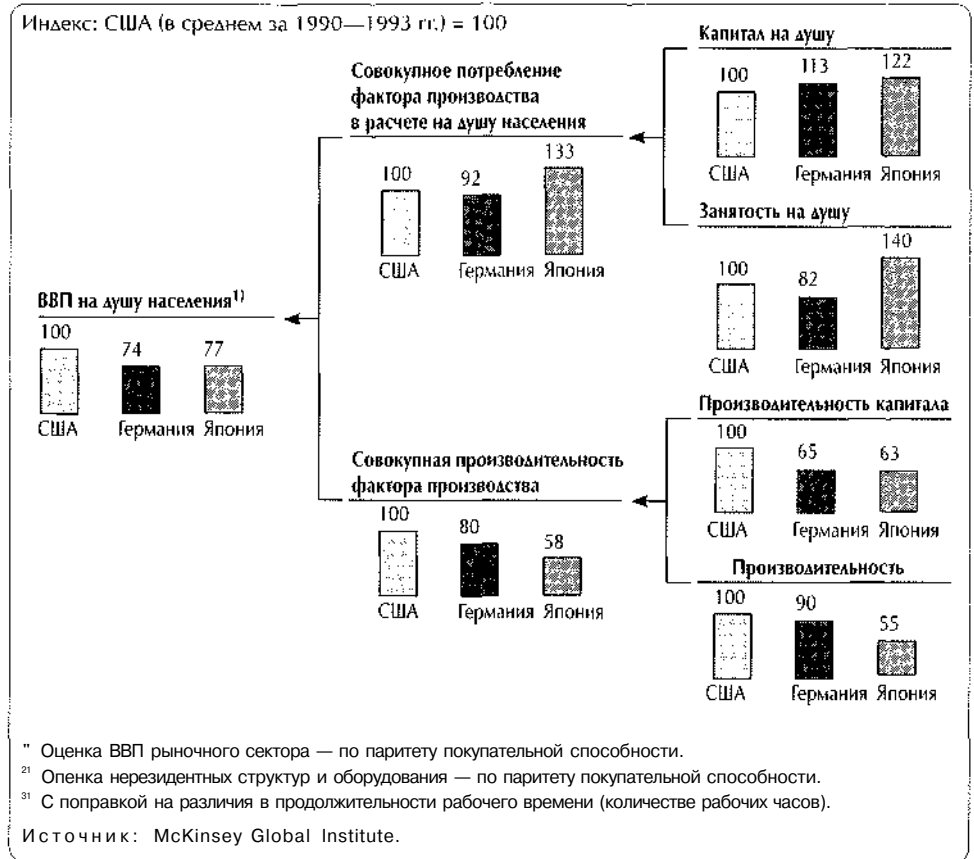 Индекс: США (в среднем за 1990—1993 гг.) = 100
Капитал на душу
100 113 122
США Германия Япония
Совокупное потребление
фактора производства
в расчете на душу населения
100 92 133
США Германия Япония
Занятость на душу
100 82 140
США Германия Япония
ВВП на душу населения¹⁾
100 74 77
США Германия Япония
Производительность капитала
100 65 63
США Германия Япония
Совокупная производительность
фактора производства
100 80 58
США Германия Япония
Производительность
100 90 55
США Германия Япония
" Оценка ВВП рыночного сектора — по паритету покупательной способности.
²¹ Опенка нерезидентных структур и оборудования — по паритету покупательной способности.
³¹ С поправкой на различия в продолжительности рабочего времени (количестве рабочих часов).
Источник: McKinsey Global Institute.